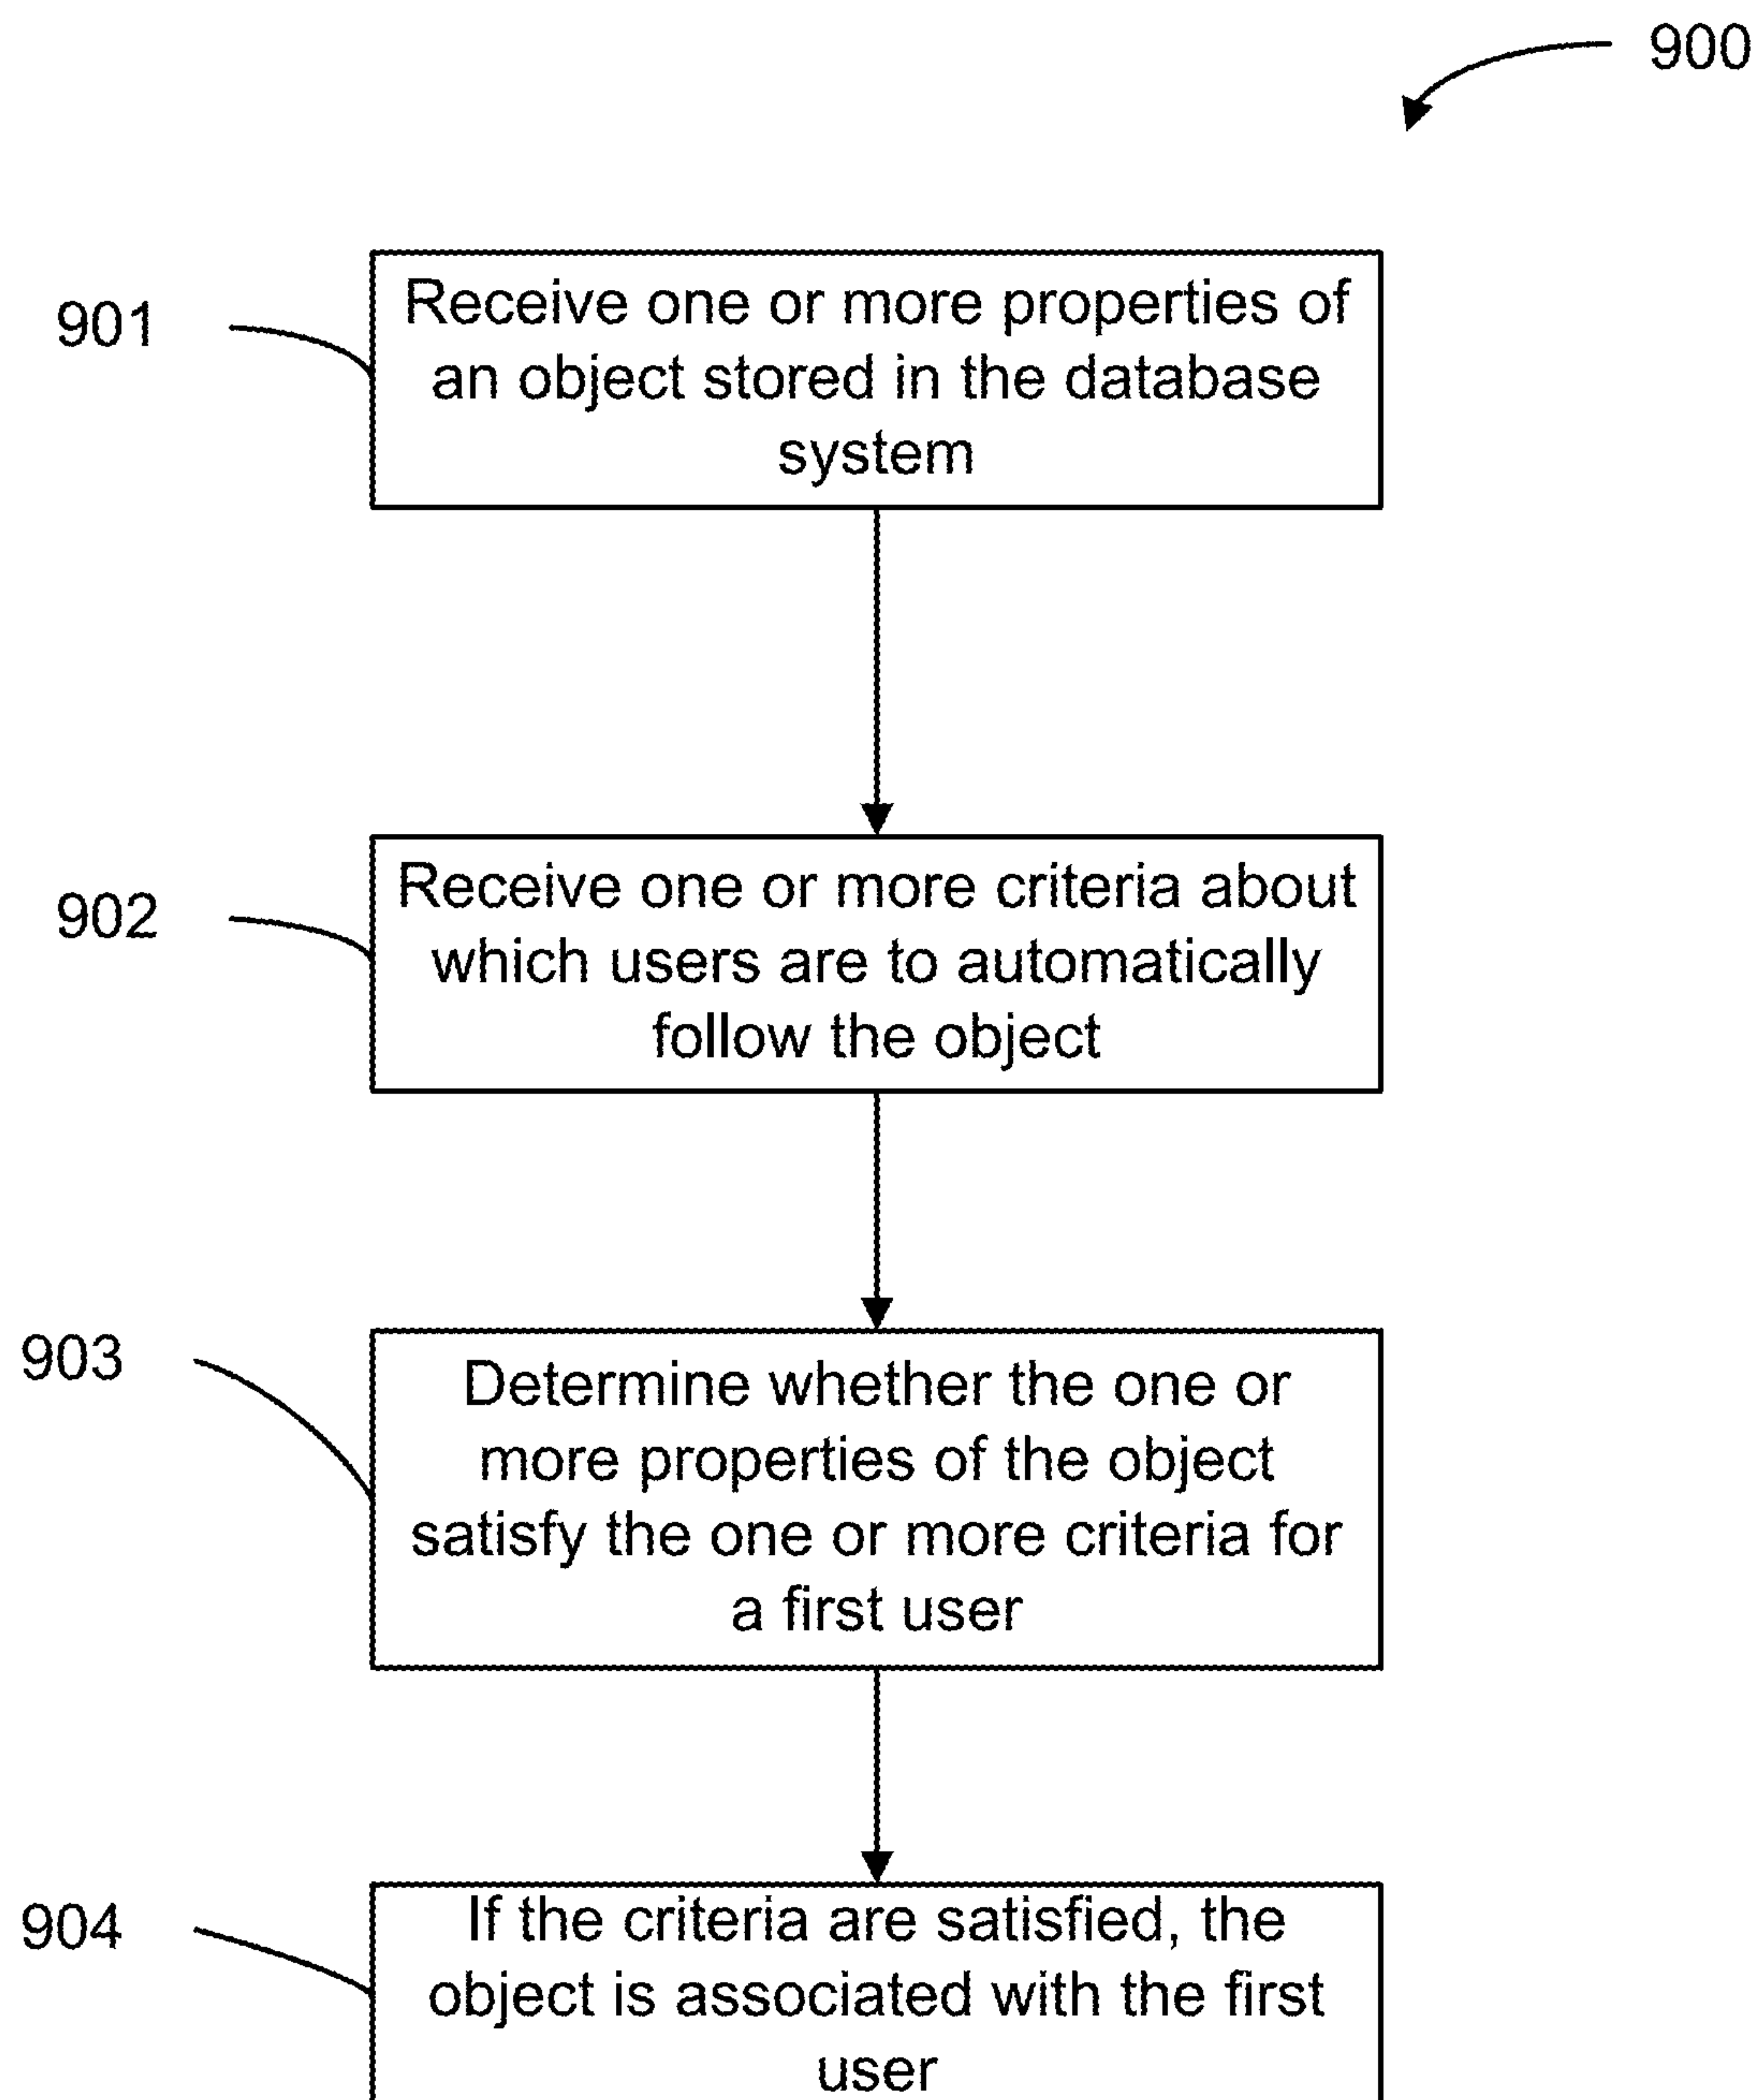 900
901
Receive one or more properties of
an object stored in the database
system
902
Receive one or more criteria about
which users are to automatically
follow the object
903
Determine whether the one or
more properties of the object
satisfy the one or more criteria for
a first user
904
If the criteria are satisfied, the
object is associated with the first
user